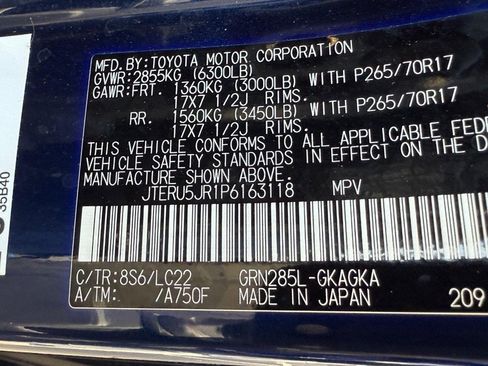 MFD.BY:TOYOTA MOTOR CORPORATION
GVWR:2855KG (6300LB)
GAWR:FRT. 1360KG (3000LB) WITH P265/70R17
17X7 1/2J RIMS.
RR. 1560KG (3450LB) WITH P265/70R17
17X7 1/2J RIMS.
THIS VEHICLE CONFORMS TO ALL APPLICABLE FEDE
VEHICLE SAFETY STANDARDS IN EFFECT ON THE D
MANUFACTURE SHOWN ABOVE.
JTERU5JR1P6163118 MPV
C/TR:8S6/LC22 GRN285L-GKAGKA
A/TM: /A750F MADE IN JAPAN 209
35B40